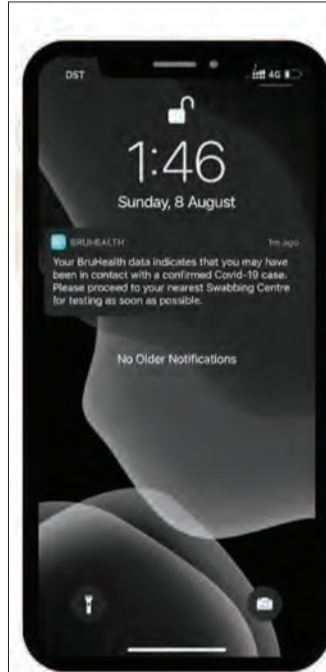 DST
4G
1:46
Sunday, 8 August
BRUHEALTH 1m ago
Your BruHealth data indicates that you may have
been in contact with a confirmed Covid-19 case.
Please proceed to your nearest Swabbing Centre
for testing as soon as possible.
No Older Notifications